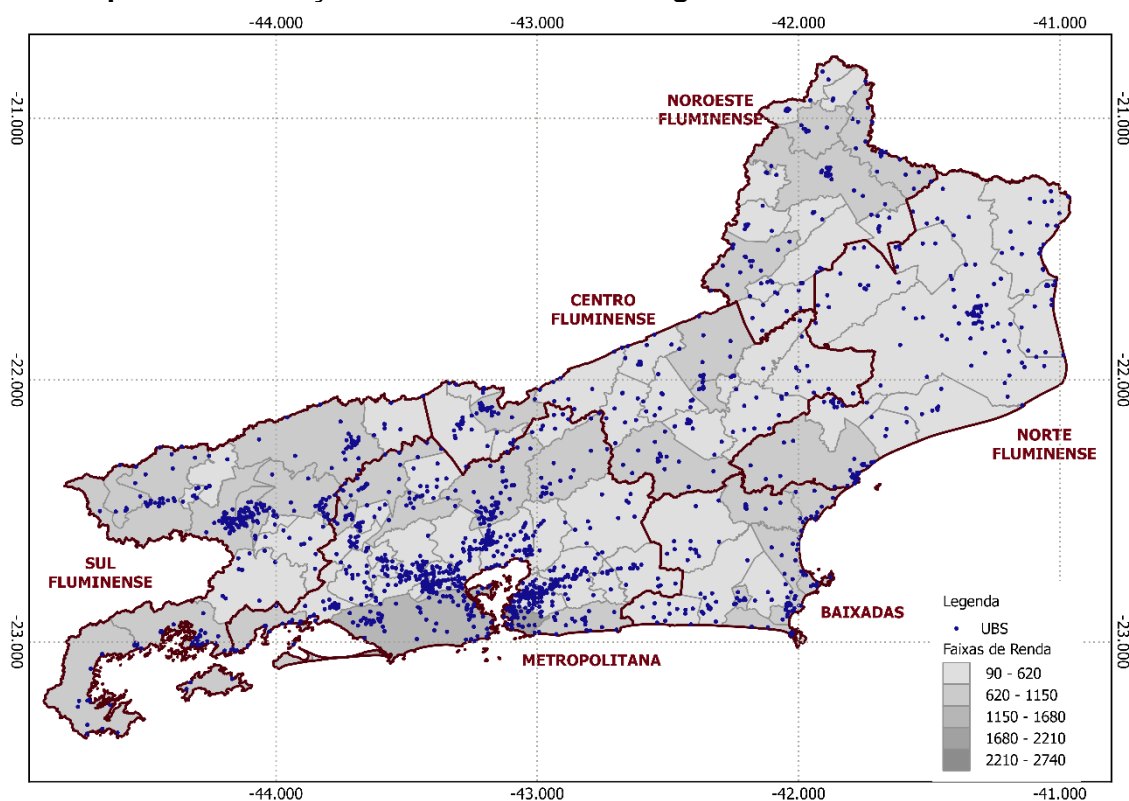 -44.000 -43.000 -42.000 -41.000
-21.000
-21.000
NOROESTE
FLUMINENSE
CENTRO
FLUMINENSE
-22.000
-22.000
NORTE
FLUMINENSE
SUL
FLUMINENSE
BAIXADAS
METROPOLITANA
-23.000
-23.000
Legenda
UBS
Faixas de Renda
90 - 620
620 - 1150
1150 - 1680
1680 - 2210
2210 - 2740
-44.000 -43.000 -42.000 -41.000